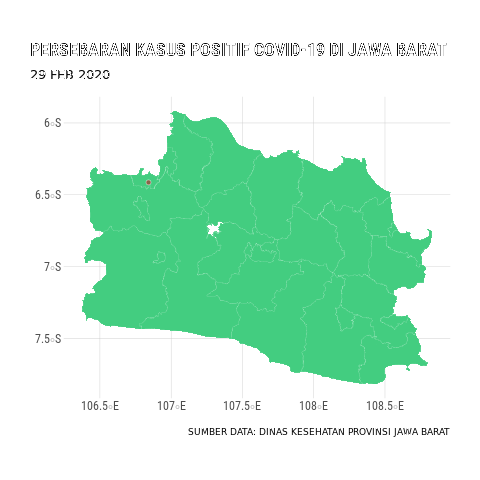 PERSEBARAN KASUS POSITIF COVID-19 DI JAWA BARAT
29 FEB 2020
6°S
6.5°S
7°S
7.5°S
106.5°E 107°E 107.5°E 108°E 108.5°E
SUMBER DATA: DINAS KESEHATAN PROVINSI JAWA BARAT